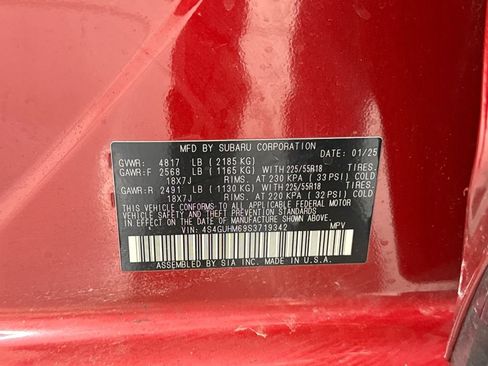 MFD BY SUBARU CORPORATION DATE: 01/25
GVWR: 4817 LB ( 2185 KG)
GAWR:F 2568 LB ( 1165 KG) WITH 225/55R18 TIRES.
18X7J RIMS. AT 230 KPA ( 33 PSI) COLD
GAWR:R 2491 LB ( 1130 KG) WITH 225/55R18 TIRES.
18X7J RIMS. AT 220 KPA ( 32 PSI) COLD
THIS VEHICLE CONFORMS TO ALL APPLICABLE FEDERAL MOTOR
VEHICLE SAFETY AND THEFT PREVENTION STANDARDS
IN EFFECT ON THE DATE OF MANUFACTURE SHOWN ABOVE.
VIN: 4S4GUHM69S3719342 MPV
ASSEMBLED BY SIA INC. MADE IN U.S.A.